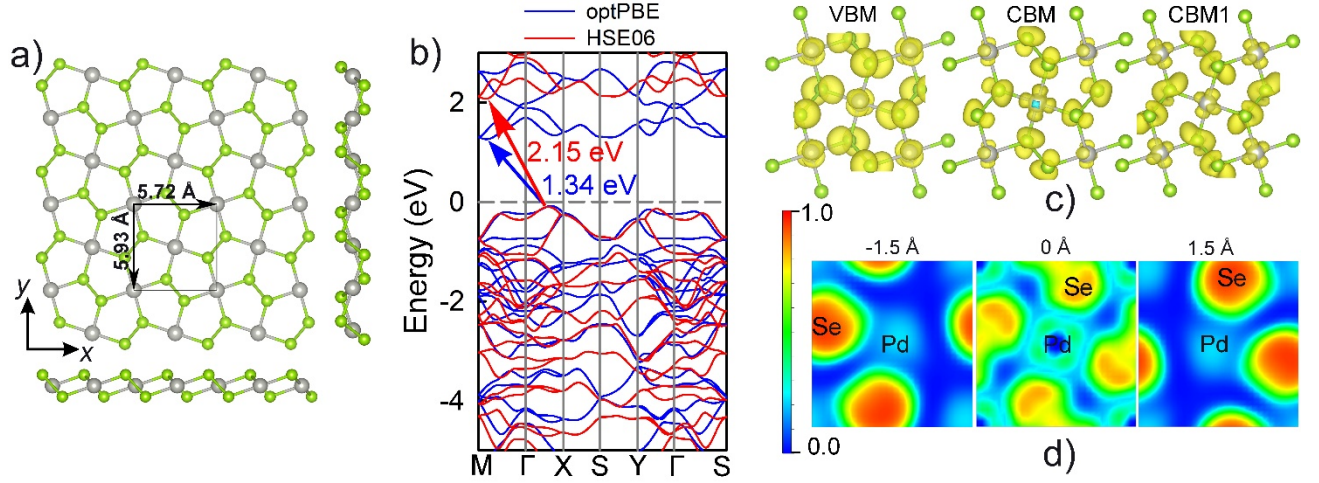 a)
5.72 Å
5.93 Å
y
x
b)
optPBE
HSE06
Energy (eV)
2
0
-2
-4
2.15 eV
1.34 eV
M Γ X S Y Γ S
VBM CBM CBM1
c)
1.0
0.0
-1.5 Å 0 Å 1.5 Å
Se
Pd
Se
Pd
Se
Pd
d)